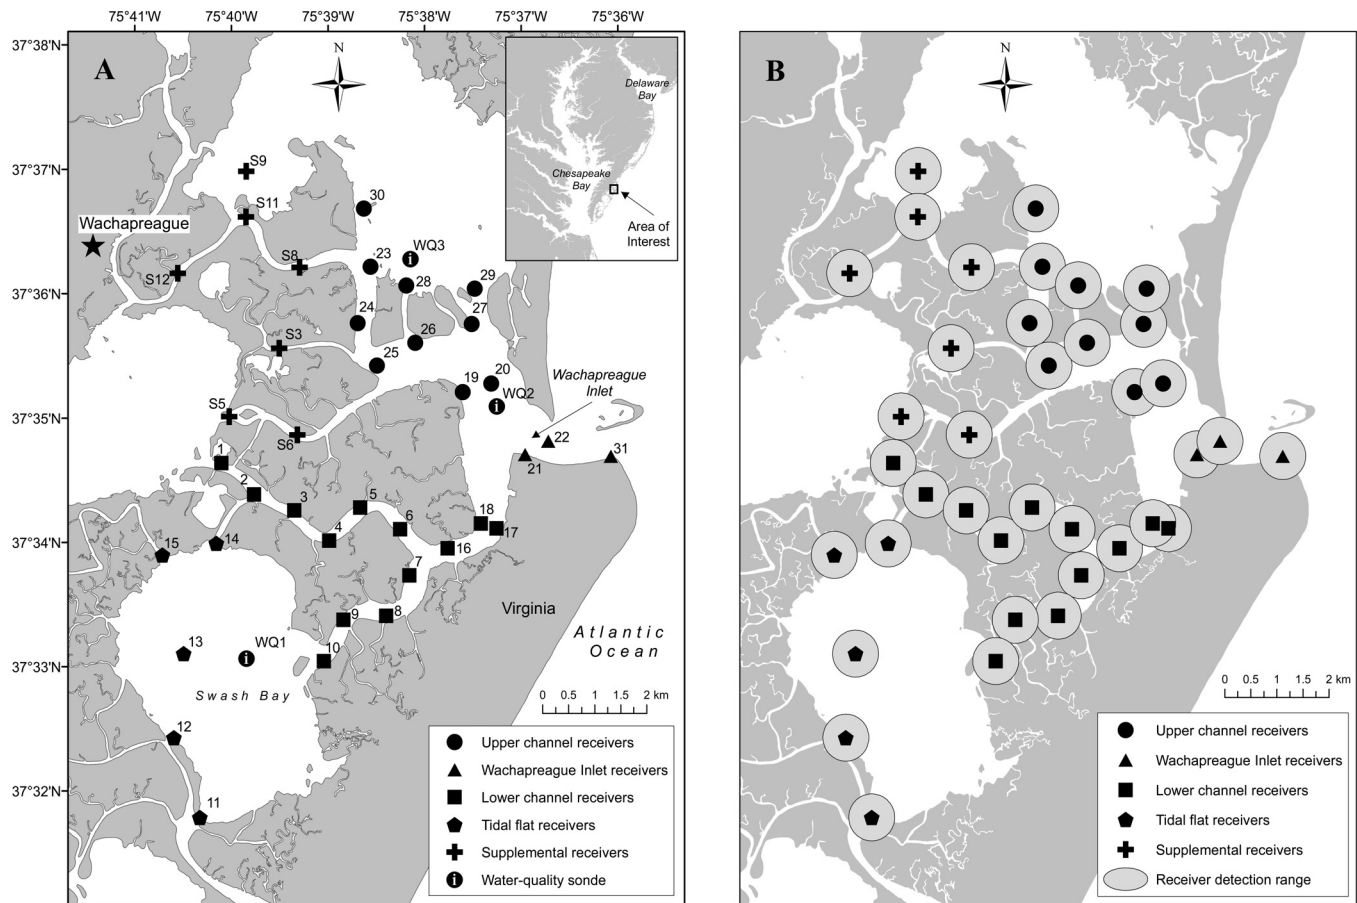 75°41'W 75°40'W 75°39'W 75°38'W 75°37'W 75°36'W
37°38'N
37°37'N
37°36'N
37°35'N
37°34'N
37°33'N
37°32'N
A
N
Delaware
Bay
Chesapeake
Bay
Area of
Interest
S9
S11
30
Wachapreague
S8
23
WQ3
S12
28
29
24
27
S3
26
25
19
20
WQ2
Wachapreague
Inlet
S5
S6
22
21
31
1
2
3
5
18
4
6
17
14
15
16
7
9
8
Virginia
13
WQ1
10
Atlantic
Ocean
Swash Bay
0 0.5 1 1.5 2 km
12
11
Upper channel receivers
Wachapreague Inlet receivers
Lower channel receivers
Tidal flat receivers
Supplemental receivers
Water-quality sonde
B
N
0 0.5 1 1.5 2 km
Upper channel receivers
Wachapreague Inlet receivers
Lower channel receivers
Tidal flat receivers
Supplemental receivers
Receiver detection range